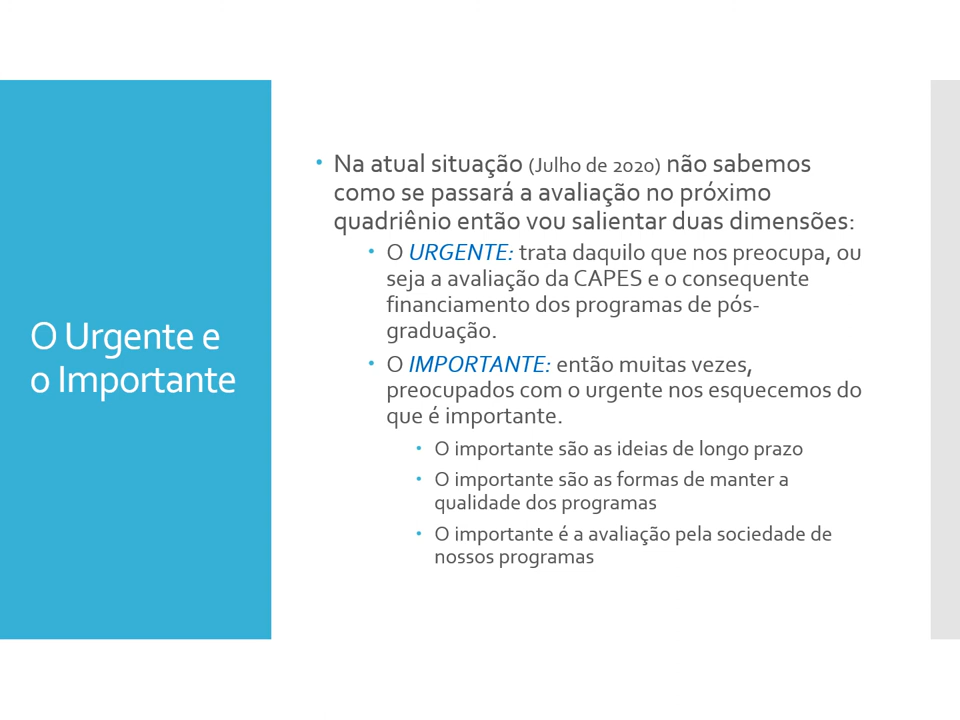 O Urgente e
o Importante
• Na atual situação (Julho de 2020) não sabemos
como se passará a avaliação no próximo
quadriênio então vou salientar duas dimensões:
• O URGENTE: trata daquilo que nos preocupa, ou
seja a avaliação da CAPES e o consequente
financiamento dos programas de pós-
graduação.
• O IMPORTANTE: então muitas vezes,
preocupados com o urgente nos esquecemos do
que é importante.
• O importante são as ideias de longo prazo
• O importante são as formas de manter a
qualidade dos programas
• O importante é a avaliação pela sociedade de
nossos programas